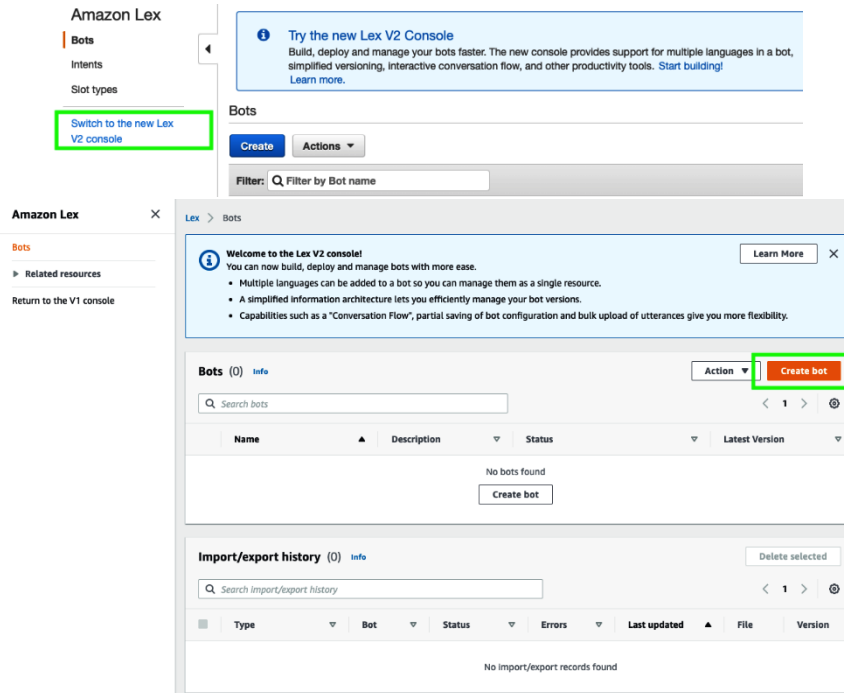 Amazon Lex
Bots
Intents
Slot types
Switch to the new Lex
V2 console
Try the new Lex V2 Console
Build, deploy and manage your bots faster. The new console provides support for multiple languages in a bot,
simplified versioning, interactive conversation flow, and other productivity tools. Start building!
Learn more.
Bots
Create Actions
Filter: Filter by Bot name
Amazon Lex
Bots
Related resources
Return to the V1 console
Lex > Bots
Welcome to the Lex V2 console!
Learn More
You can now build, deploy and manage bots with more ease.
• Multiple languages can be added to a bot so you can manage them as a single resource.
• A simplified information architecture lets you efficiently manage your bot versions.
• Capabilities such as a "Conversation Flow", partial saving of bot configuration and bulk upload of utterances give you more flexibility.
Bots (0) Info
Action Create bot
Search bots
1
Name Description Status Latest Version
No bots found
Create bot
Import/export history (0) Info
Delete selected
Search import/export history
1
Type Bot Status Errors Last updated File Version
No import/export records found